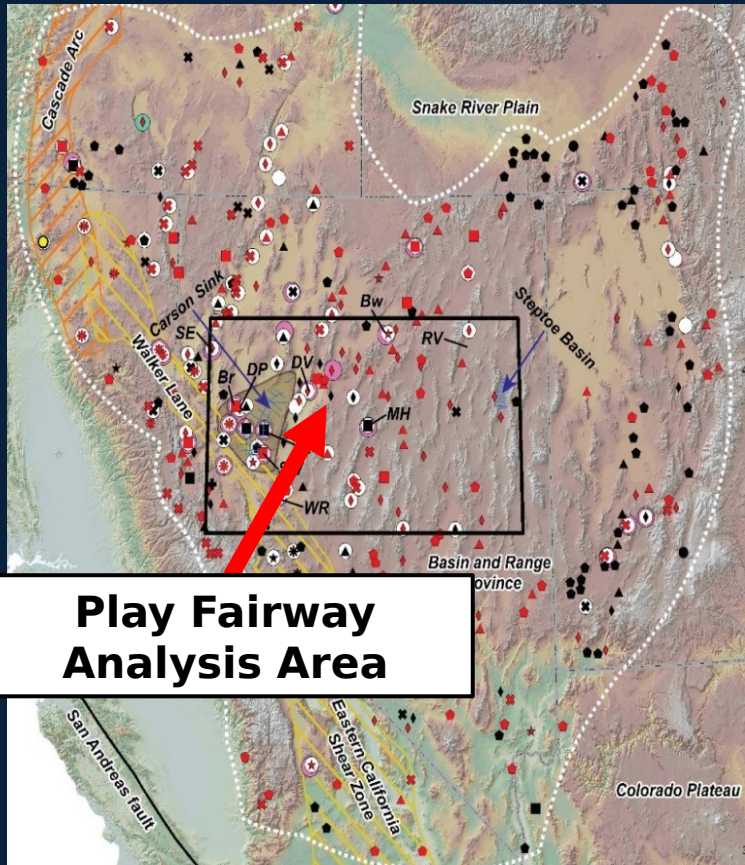 Cascade Arc
Snake River Plain
Carson Sink
Bw
Steptoe Basin
SE
RV
Walker Lane
DP
DV
Br
MH
WR
Basin and Range
ovince
Play Fairway
Analysis Area
San Andreas fault
Eastern California
Shear Zone
Colorado Plateau